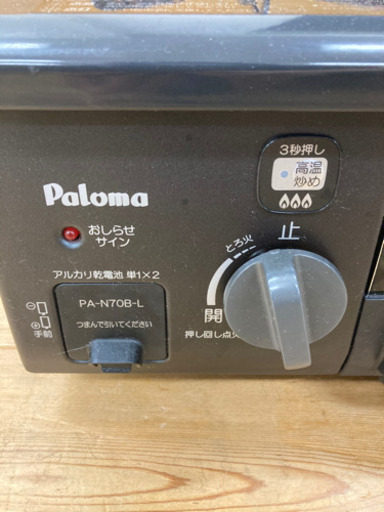 3秒押し
高温
炒め
Paloma
おしらせ
サイン
とろ火
止
アルカリ乾電池 単1×2
PA-N70B-L
つまんで引いてください
⊖
⊕
手前
開
押し回し点火